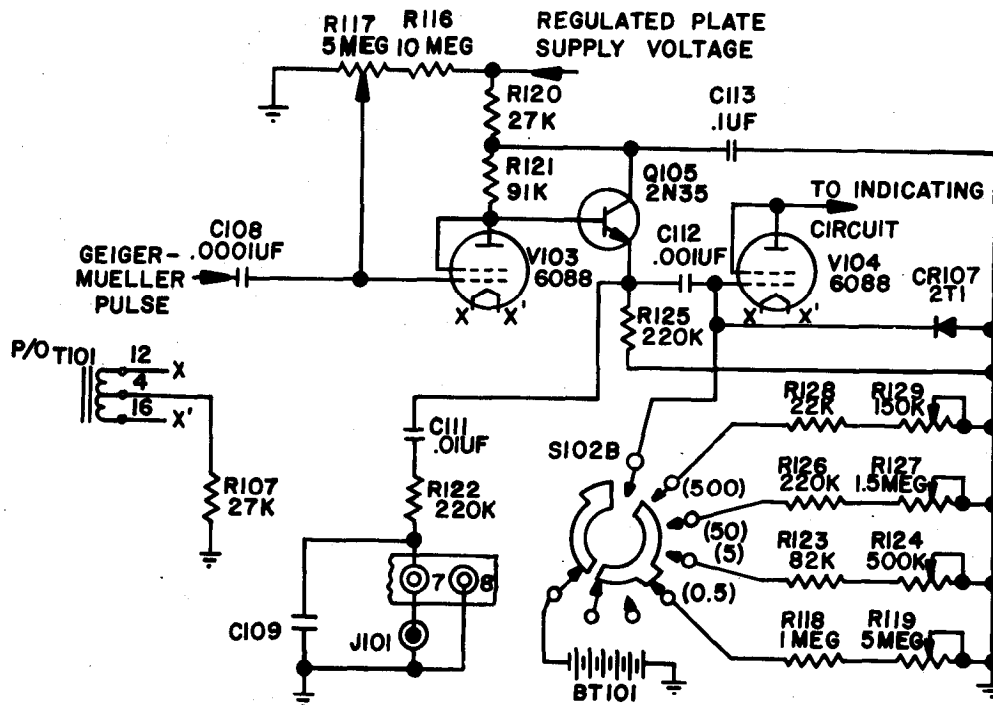 R117
5MEG
R116
10 MEG
REGULATED PLATE
SUPPLY VOLTAGE
R120
27K
C113
.1UF
R121
91K
Q105
2N35
TO INDICATING
CIRCUIT
C108
.0001UF
GEIGER-
MUELLER
PULSE
V103
6088
X' X'
C112
.001UF
V104
6088
X X'
CR107
2T1
R125
220K
P/O T101
12
X
4
16
X'
R107
27K
C111
.01UF
R122
220K
7
8
C109
J101
S102B
(500)
(50)
(5)
(0.5)
BT101
R128
22K
R129
150K
R126
220K
R127
1.5MEG
R123
82K
R124
500K
R118
1 MEG
R119
5MEG